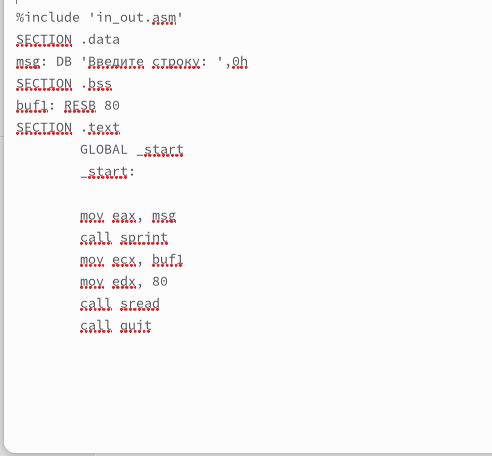 %include 'in_out.asm'
SECTION .data
msg: DB 'Введите строку: ',0h
SECTION .bss
buf1: RESB 80
SECTION .text
GLOBAL _start
_start:
mov eax, msg
call sprint
mov ecx, buf1
mov edx, 80
call sread
call quit